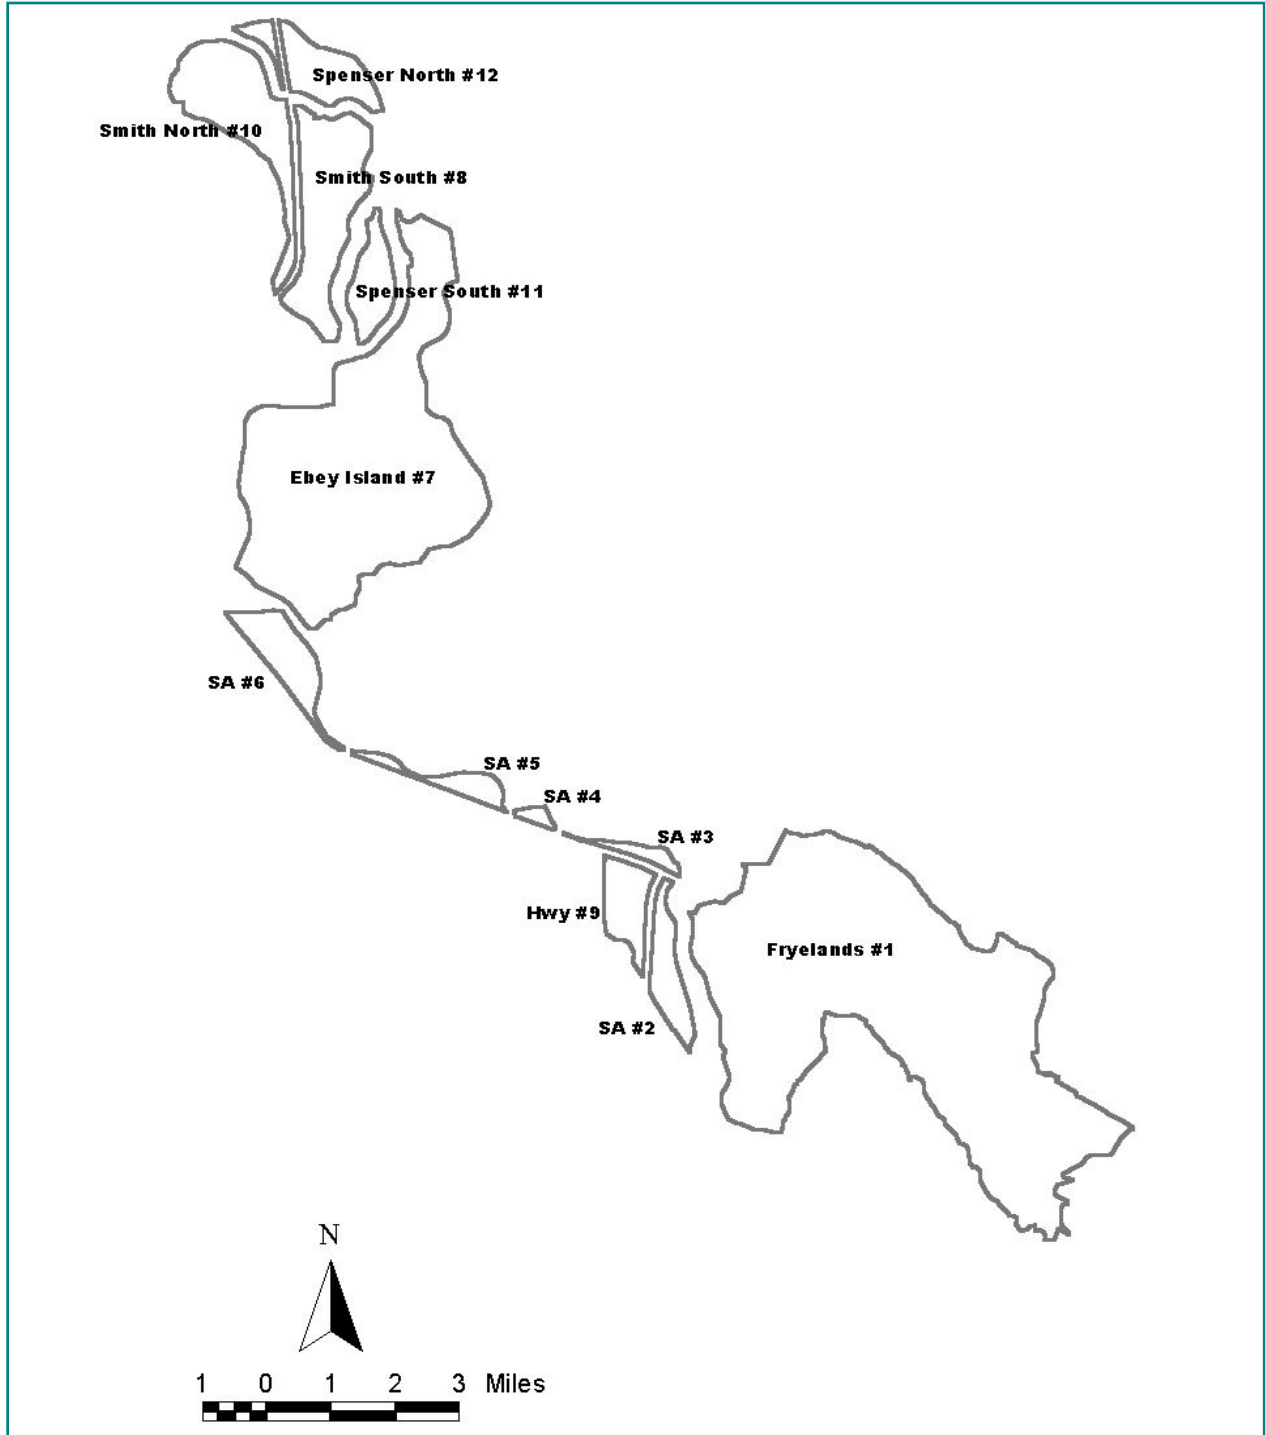 Spenser North #12
Smith North #10
Smith South #8
Spenser South #11
Ebey Island #7
SA #6
SA #5
SA #4
SA #3
Hwy #9
Fryelands #1
SA #2
N
1 0 1 2 3 Miles